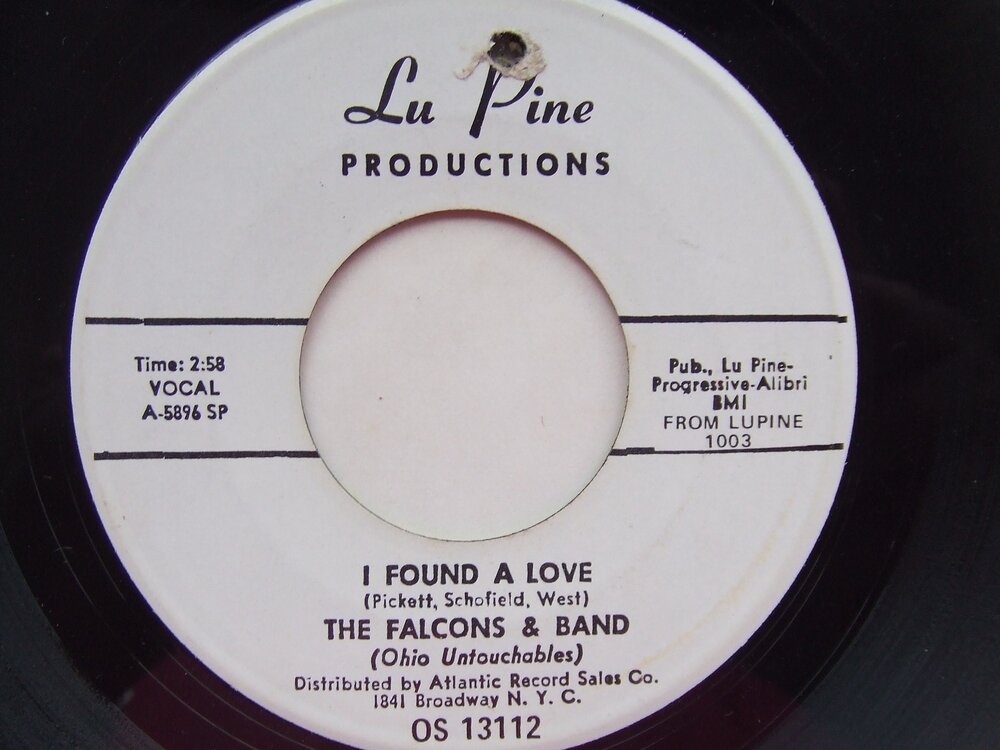 Lu Pine
PRODUCTIONS
Time: 2:58
VOCAL
A-5896 SP
Pub., Lu Pine-
Progressive-Alibri
BMI
FROM LUPINE
1003
I FOUND A LOVE
(Pickett, Schofield, West)
THE FALCONS & BAND
(Ohio Untouchables)
Distributed by Atlantic Record Sales Co.
1841 Broadway N. Y. C.
OS 13112